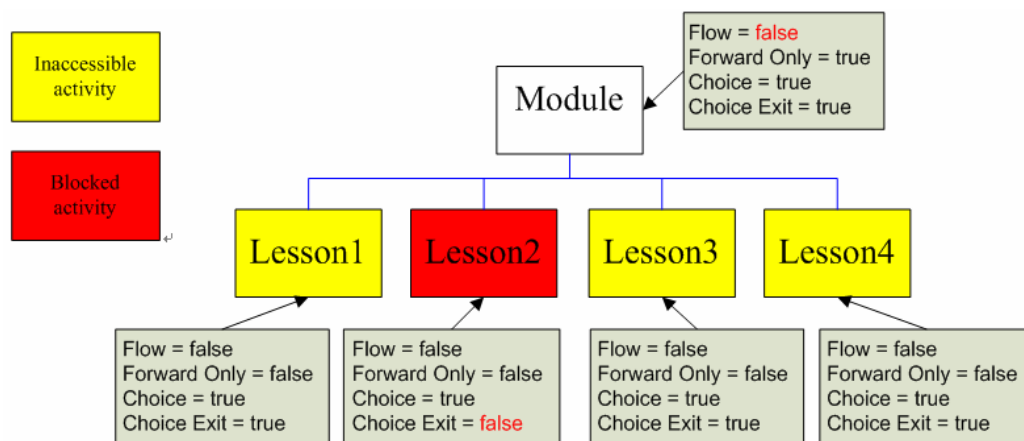 Inaccessible
activity
Blocked
activity
Module
Flow = false
Forward Only = true
Choice = true
Choice Exit = true
Lesson1
Lesson2
Lesson3
Lesson4
Flow = false
Forward Only = false
Choice = true
Choice Exit = true
Flow = false
Forward Only = false
Choice = true
Choice Exit = false
Flow = false
Forward Only = false
Choice = true
Choice Exit = true
Flow = false
Forward Only = false
Choice = true
Choice Exit = true